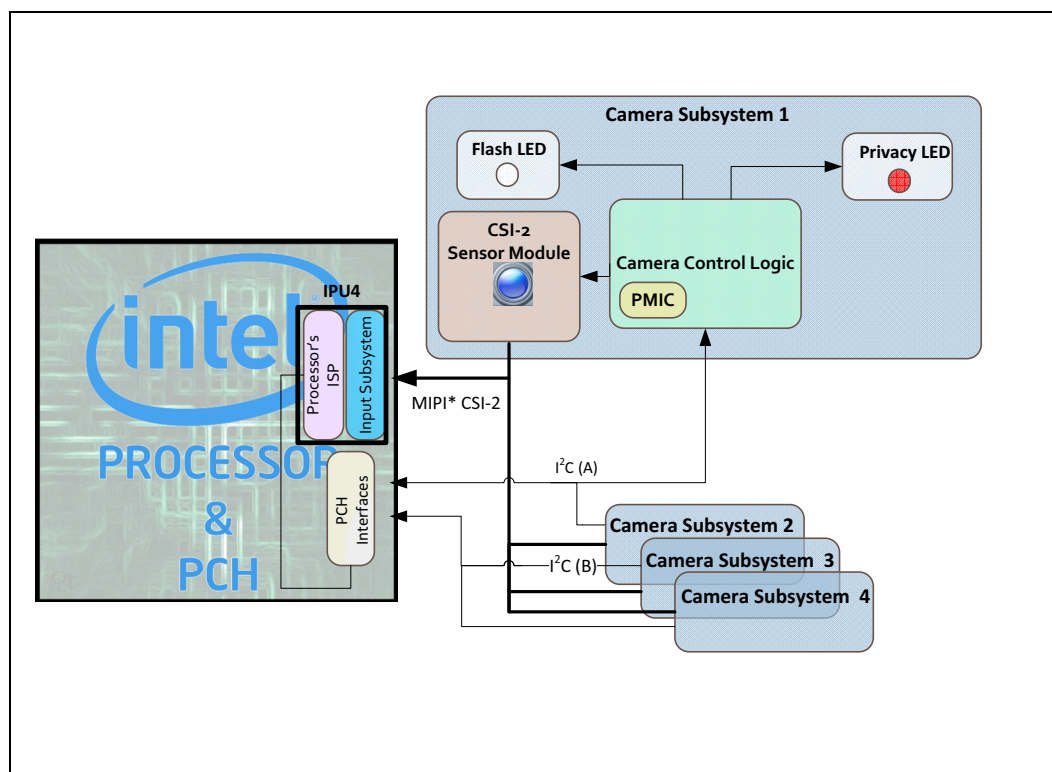 Camera Subsystem 1
Flash LED
Privacy LED
CSI-2
Sensor Module
Camera Control Logic
PMIC
IPU4
intel
®
Processor's
ISP
Input Subsystem
MIPI* CSI-2
PROCESSOR
&
PCH
PCH
Interfaces
I²C (A)
Camera Subsystem 2
I²C (B)
Camera Subsystem 3
Camera Subsystem 4